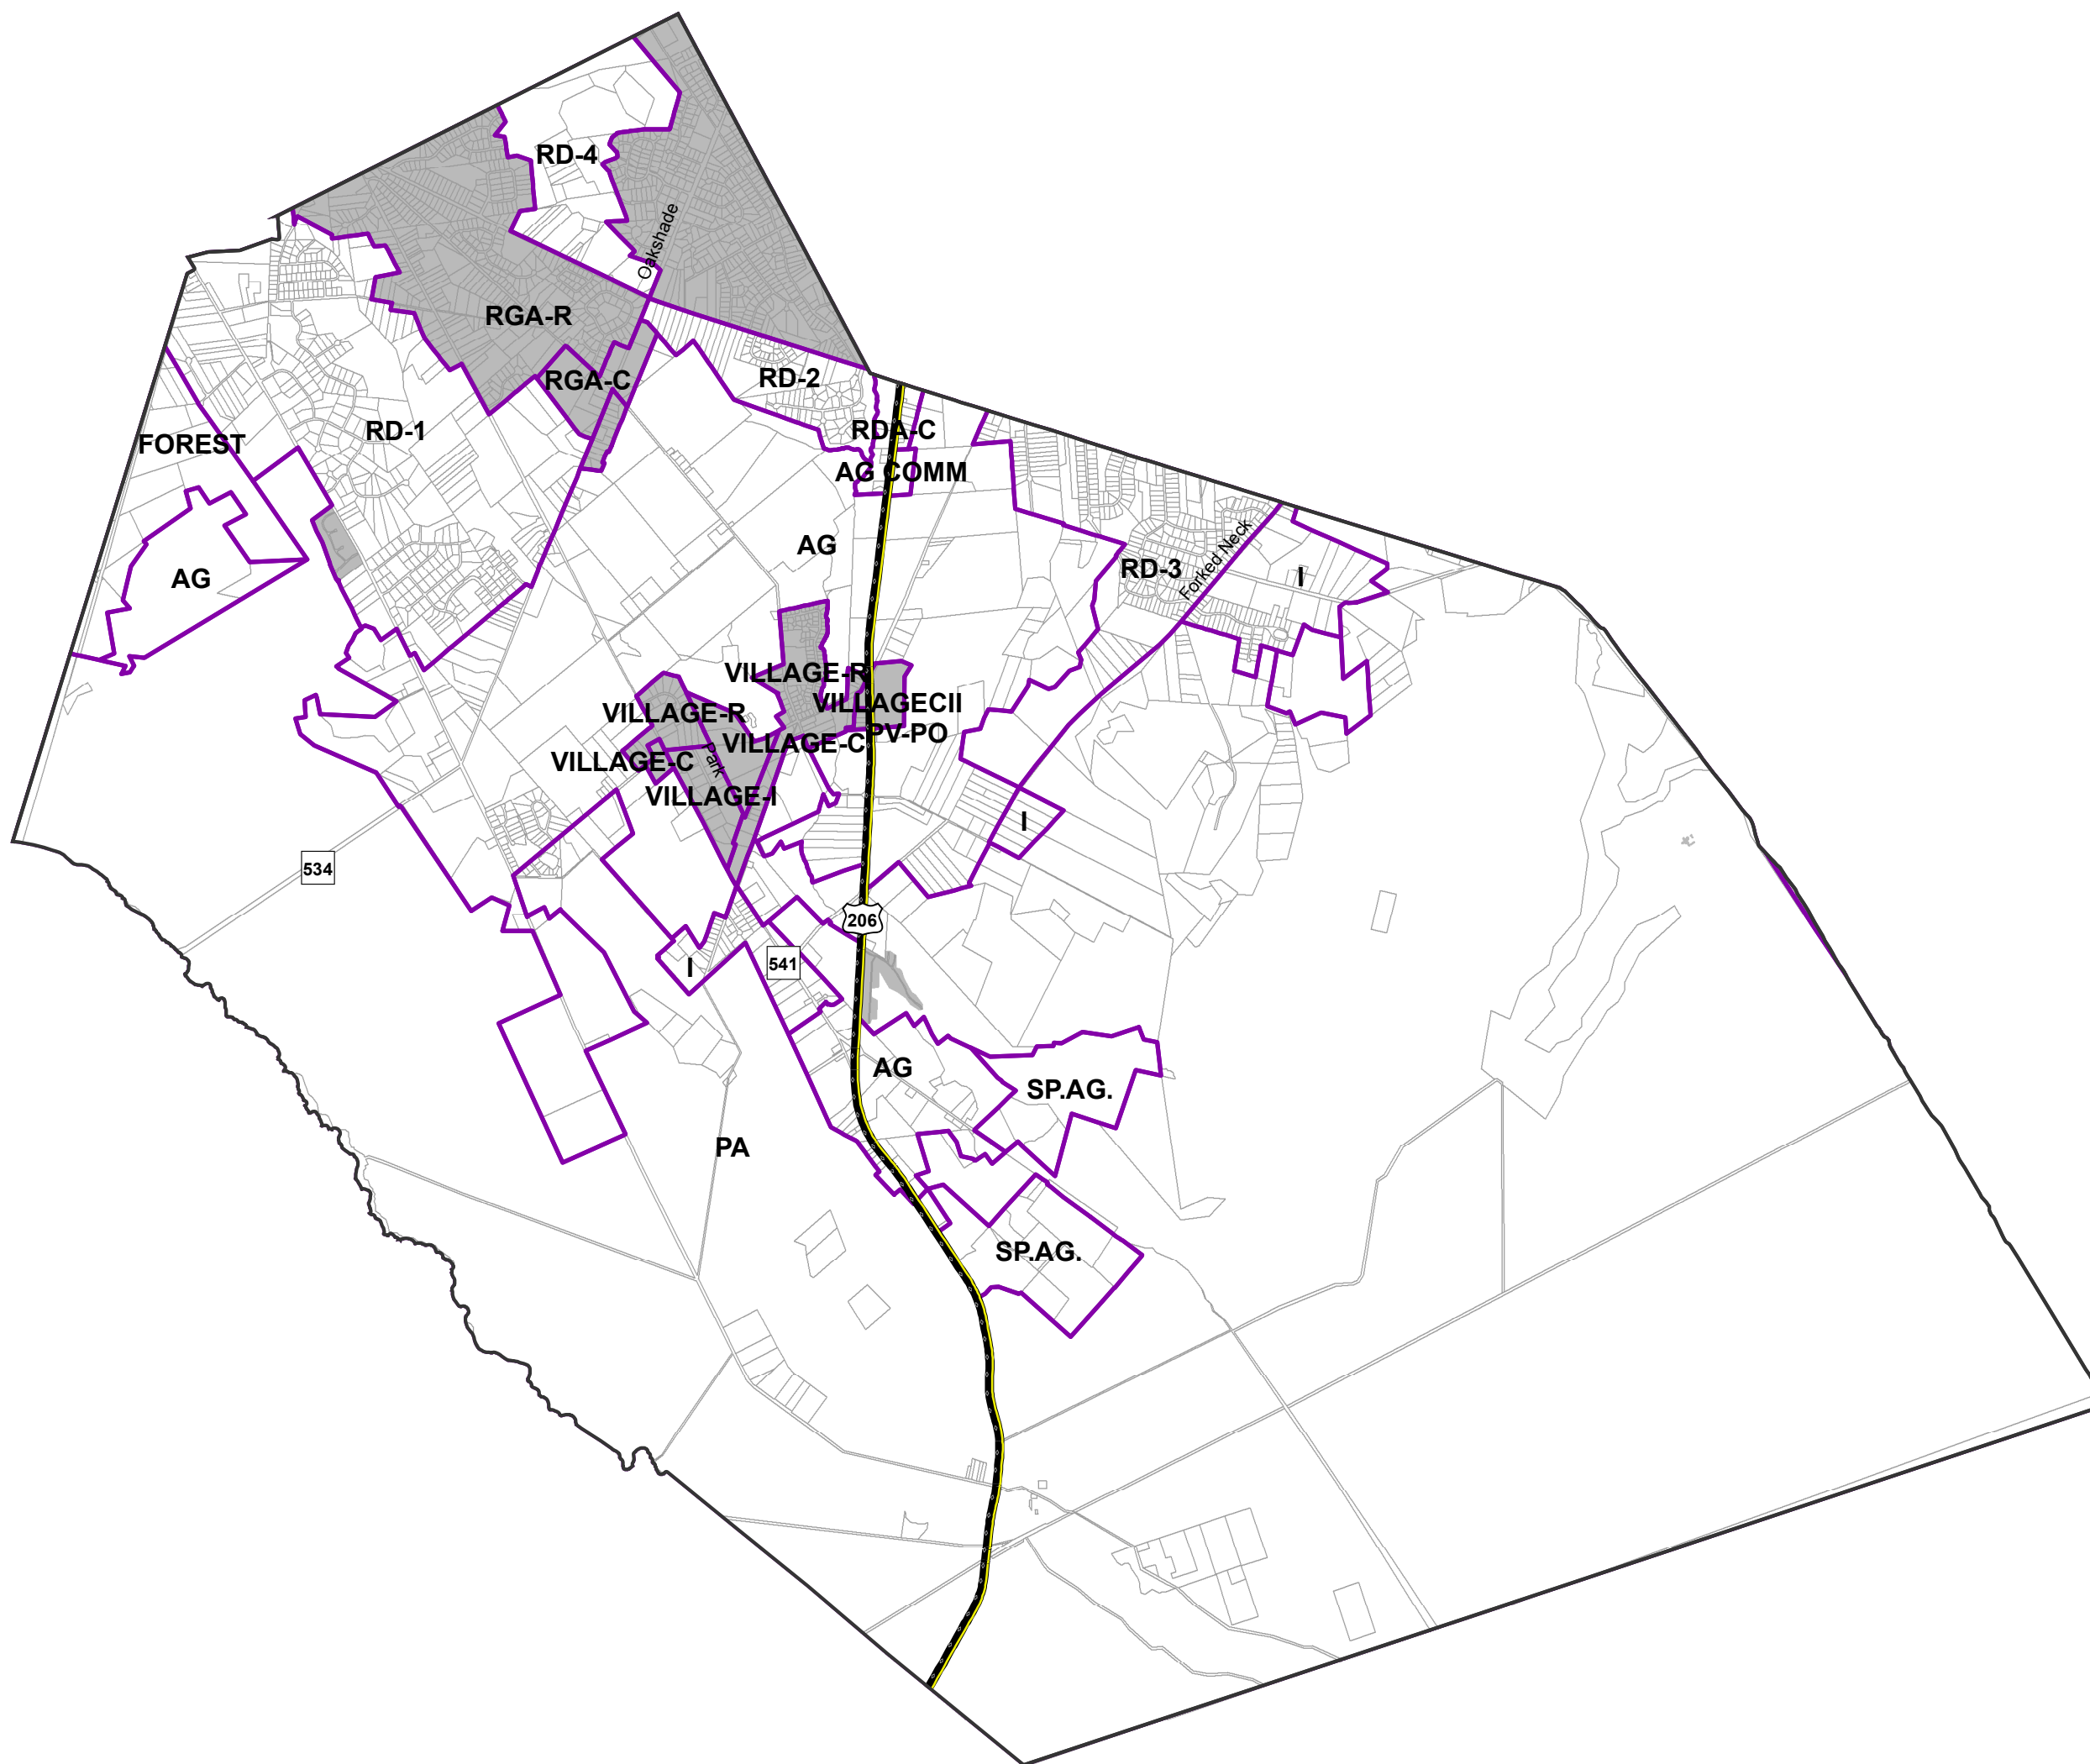 RD-4
Oakshade
RGA-R
RGA-C
RD-2
RD-1
RDA-C
FOREST
AG COMM
AG
RD-3
Forked Neck
I
AG
VILLAGE-R
VILLAGECII
VILLAGE-R
PV-PO
VILLAGE-C
VILLAGE-C
Park
VILLAGE-I
I
534
206
541
I
AG
SP.AG.
PA
SP.AG.